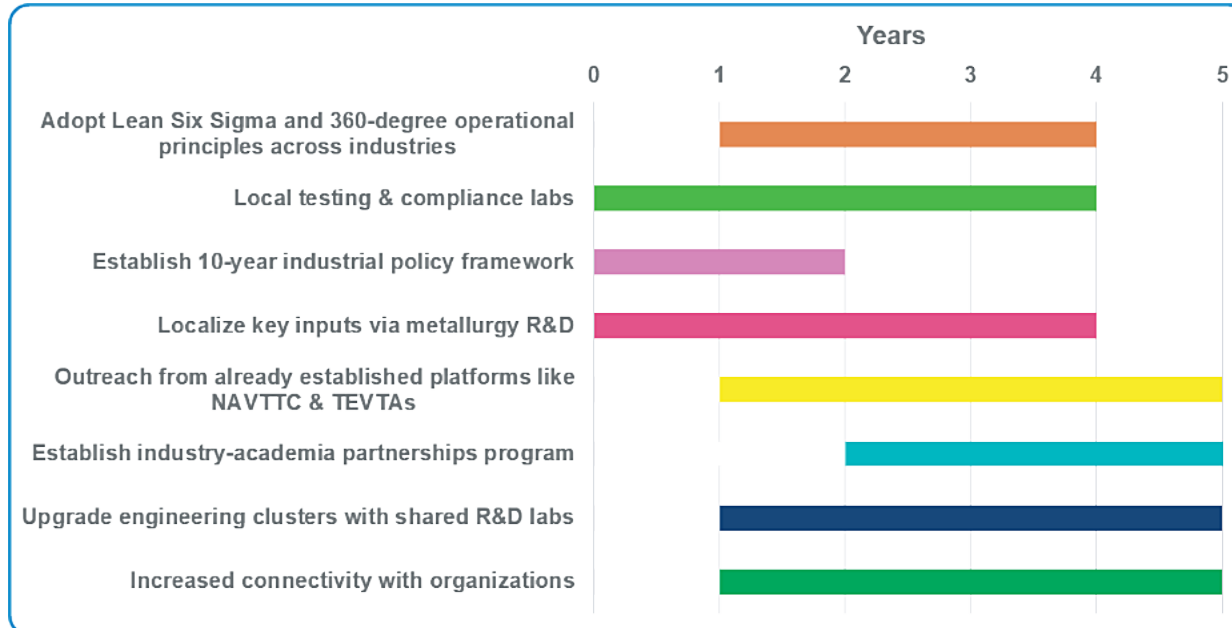 Years
0 1 2 3 4 5
Adopt Lean Six Sigma and 360-degree operational
principles across industries
Local testing & compliance labs
Establish 10-year industrial policy framework
Localize key inputs via metallurgy R&D
Outreach from already established platforms like
NAVTTC & TEVTAs
Establish industry-academia partnerships program
Upgrade engineering clusters with shared R&D labs
Increased connectivity with organizations